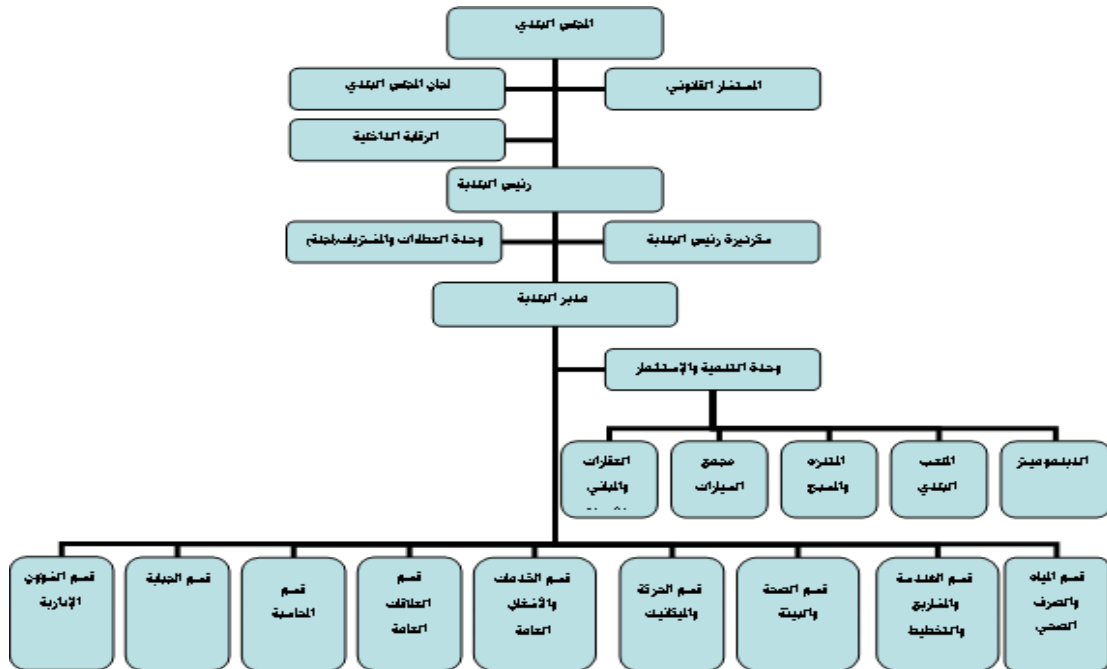 المجلس البلدي
المستشار القانوني
لجان المجلس البلدي
الرقابة الداخلية
رئيس البلدية
سكرتيرة رئيس البلدية
وحدة العطاءات والمشتريات(لجنة)
مدير البلدية
وحدة التنمية والإستثمار
الملعب
البلدي
المتنزه
والمسبح
مجمع
السيارات
العقارات
والمباني
قسم المياه
والصرف
الصحي
قسم الهندسة
والمشاريع
والتخطيط
قسم الصحة
والبيئة
قسم الحركة
والميكانيك
قسم الخدمات
والأشغال
العامة
قسم
العلاقات
العامة
قسم
المحاسبة
قسم الجباية
قسم الشؤون
الإدارية